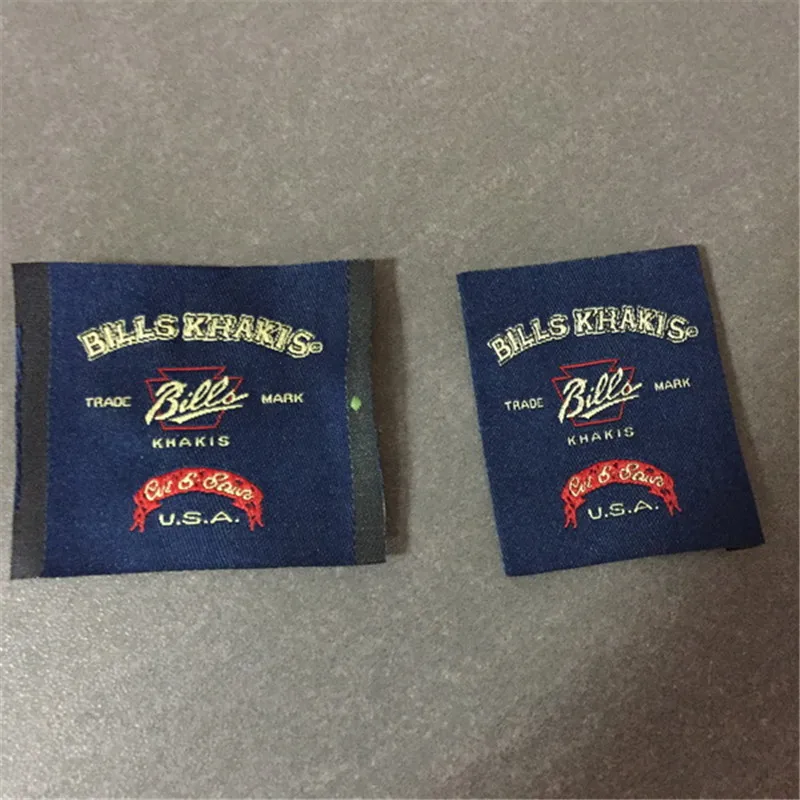 BILLS KHAKIS
TRADE Bills MARK
KHAKIS
Cut & Sewn
U.S.A.
BILLS KHAKIS
TRADE Bills MARK
KHAKIS
Cut & Sewn
U.S.A.